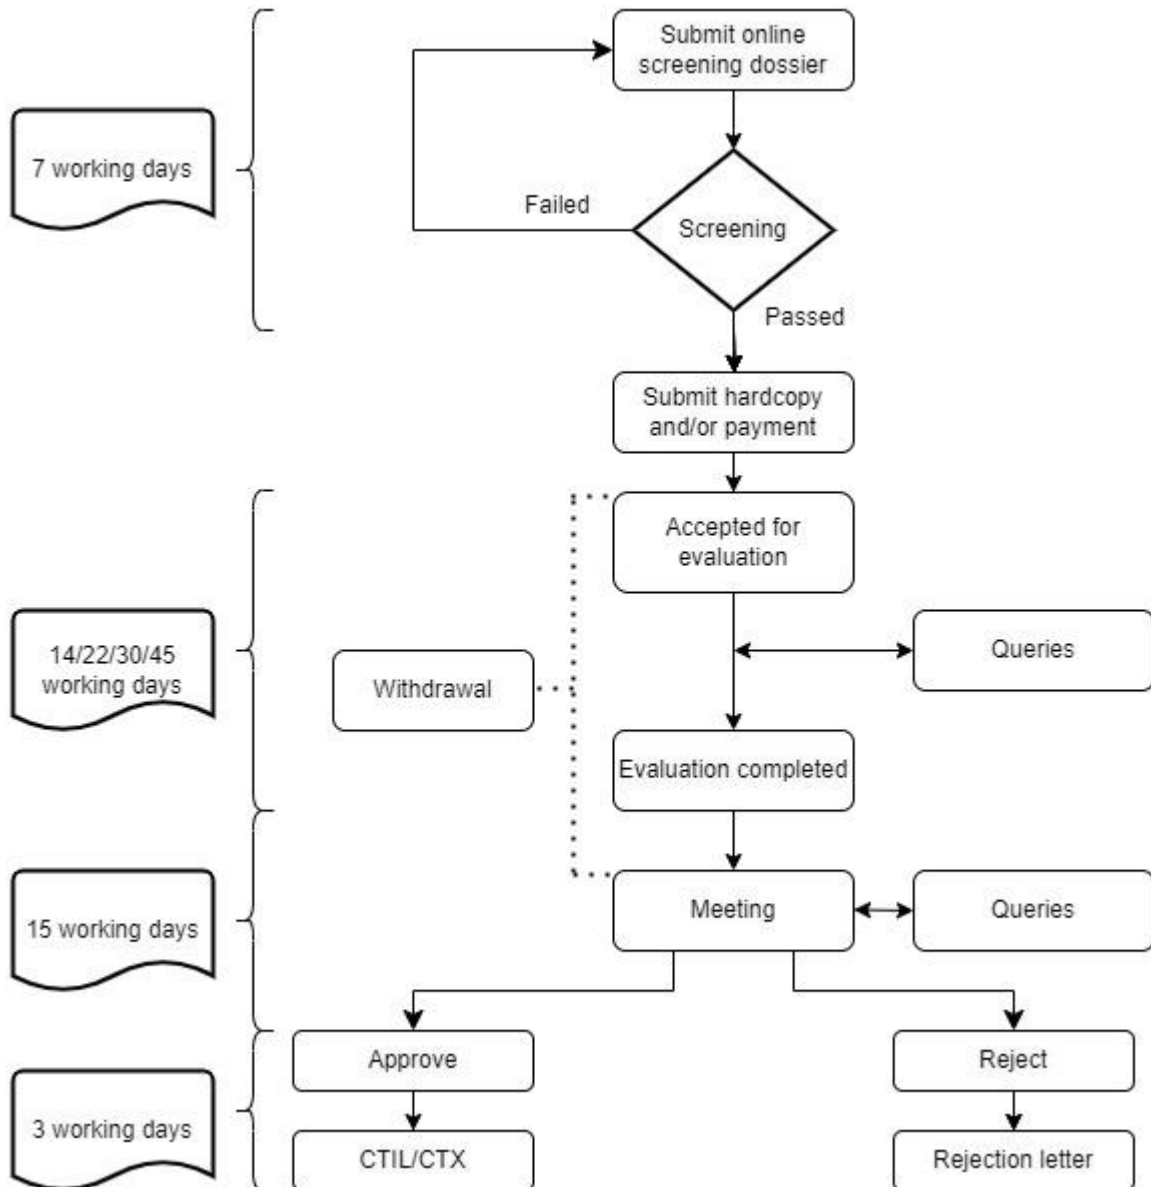 Submit online
screening dossier
7 working days
Failed
Screening
Passed
Submit hardcopy
and/or payment
Accepted for
evaluation
14/22/30/45
working days
Queries
Withdrawal
Evaluation completed
15 working days
Meeting
Queries
Approve
Reject
3 working days
CTIL/CTX
Rejection letter